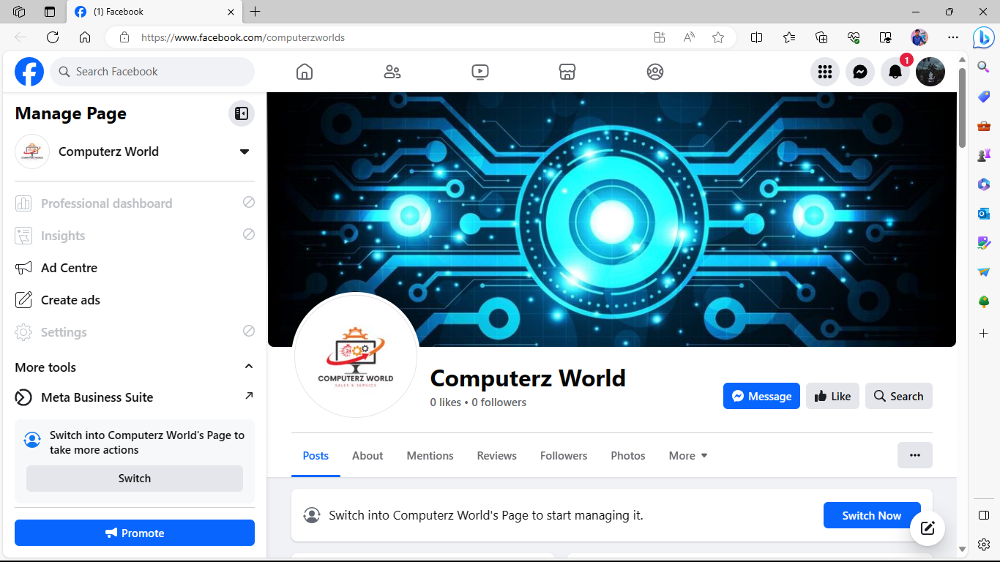 (1) Facebook
https://www.facebook.com/computerzworlds
Search Facebook
1
Manage Page
Computerz World
Professional dashboard
Insights
Ad Centre
Create ads
Settings
More tools
Meta Business Suite
Switch into Computerz World's Page to
take more actions
Switch
Promote
COMPUTERZ WORLD
SALES & SERVICE
Computerz World
0 likes • 0 followers
Message
Like
Search
Posts
About
Mentions
Reviews
Followers
Photos
More
Switch into Computerz World's Page to start managing it.
Switch Now